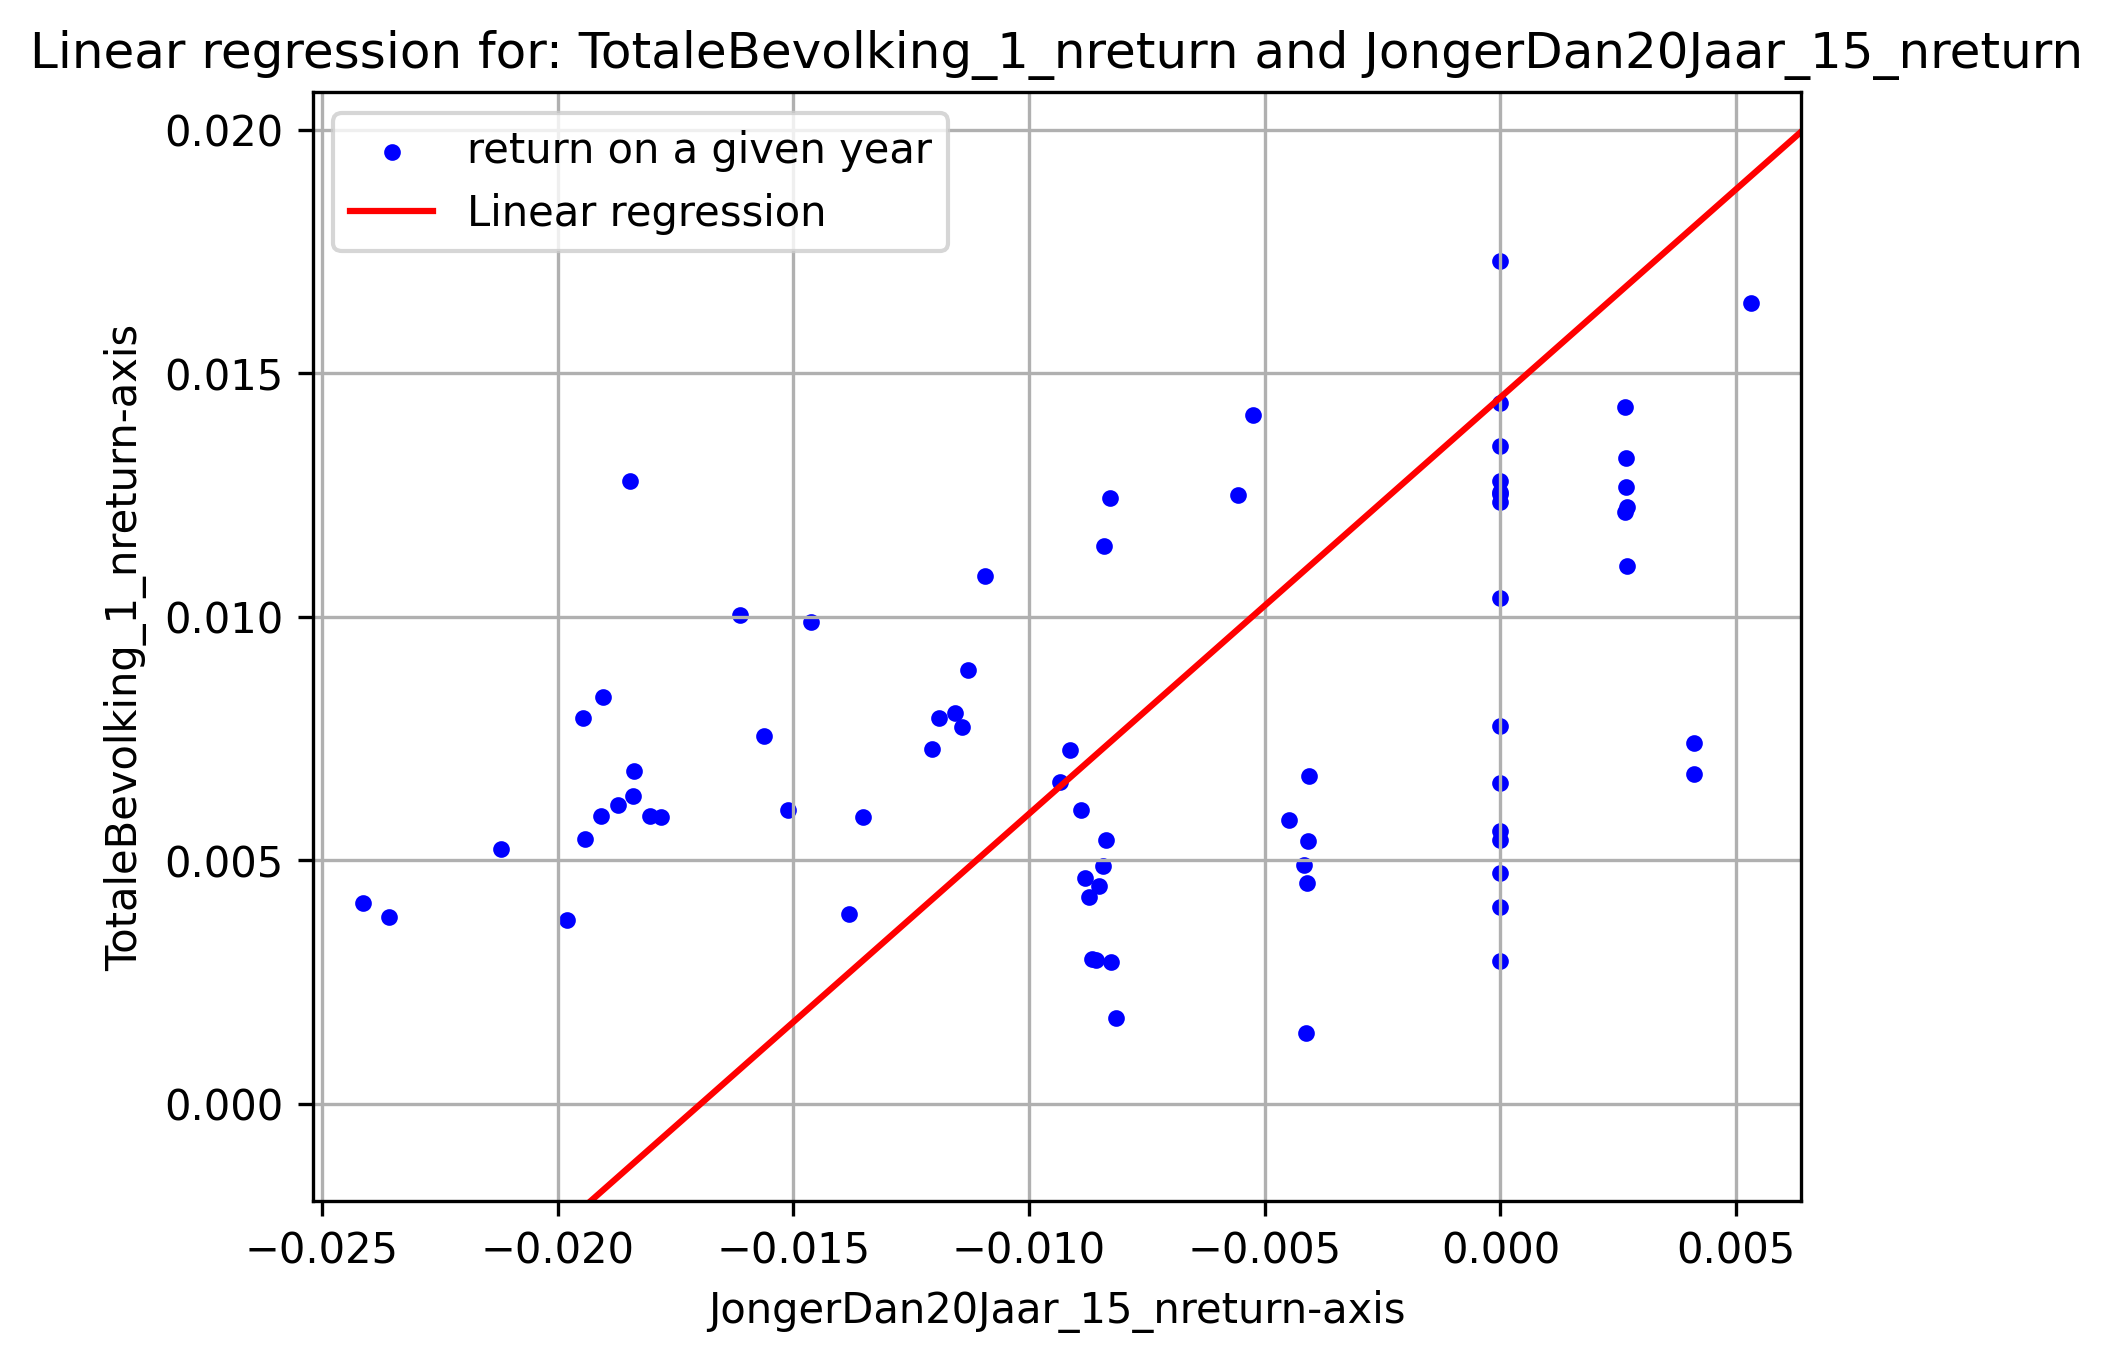 Linear regression for: TotaleBevolking_1_nreturn and JongerDan20Jaar_15_nreturn
return on a given year
Linear regression
TotaleBevolking_1_nreturn-axis
0.020
0.015
0.010
0.005
0.000
−0.025 −0.020 −0.015 −0.010 −0.005 0.000 0.005
JongerDan20Jaar_15_nreturn-axis